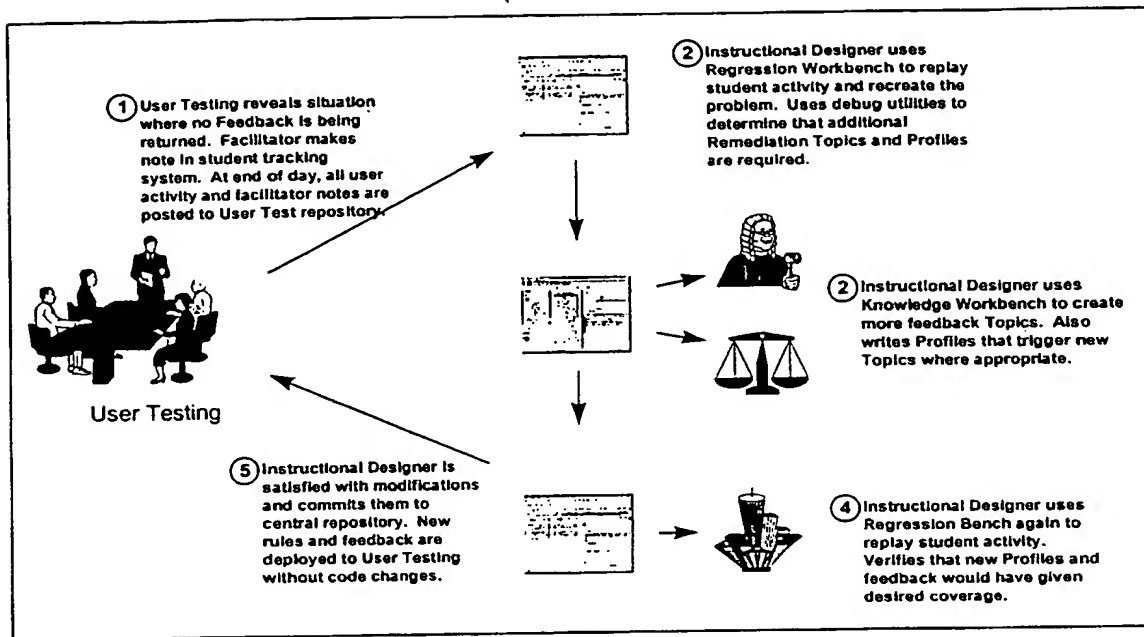 ① User Testing reveals situation
where no Feedback is being
returned. Facilitator makes
note in student tracking
system. At end of day, all user
activity and facilitator notes are
posted to User Test repository.
② Instructional Designer uses
Regression Workbench to replay
student activity and recreate the
problem. Uses debug utilities to
determine that additional
Remediation Topics and Profiles
are required.
② Instructional Designer uses
Knowledge Workbench to create
more feedback Topics. Also
writes Profiles that trigger new
Topics where appropriate.
User Testing
⑤ Instructional Designer is
satisfied with modifications
and commits them to
central repository. New
rules and feedback are
deployed to User Testing
without code changes.
④ Instructional Designer uses
Regression Bench again to
replay student activity.
Verifies that new Profiles and
feedback would have given
desired coverage.